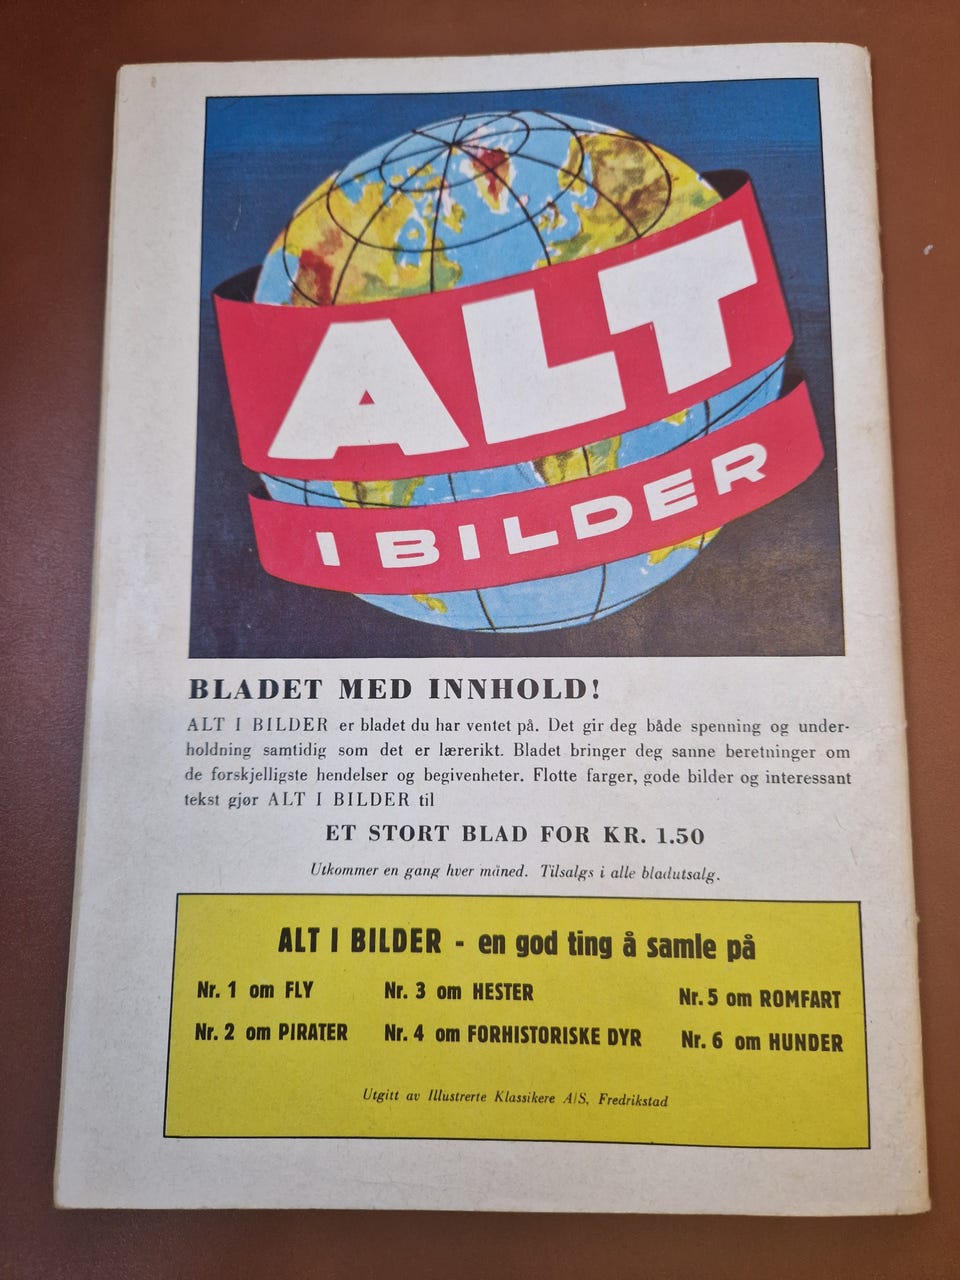 ALT
I BILDER
BLADET MED INNHOLD!
ALT I BILDER er bladet du har ventet på. Det gir deg både spenning og under-
holdning samtidig som det er lærerikt. Bladet bringer deg sanne beretninger om
de forskjelligste hendelser og begivenheter. Flotte farger, gode bilder og interessant
tekst gjør ALT I BILDER til
ET STORT BLAD FOR KR. 1.50
Utkommer en gang hver måned. Tilsalgs i alle bladutsalg.
ALT I BILDER - en god ting å samle på
Nr. 1 om FLY Nr. 3 om HESTER Nr. 5 om ROMFART
Nr. 2 om PIRATER Nr. 4 om FORHISTORISKE DYR Nr. 6 om HUNDER
Utgitt av Illustrerte Klassikere A/S, Fredrikstad